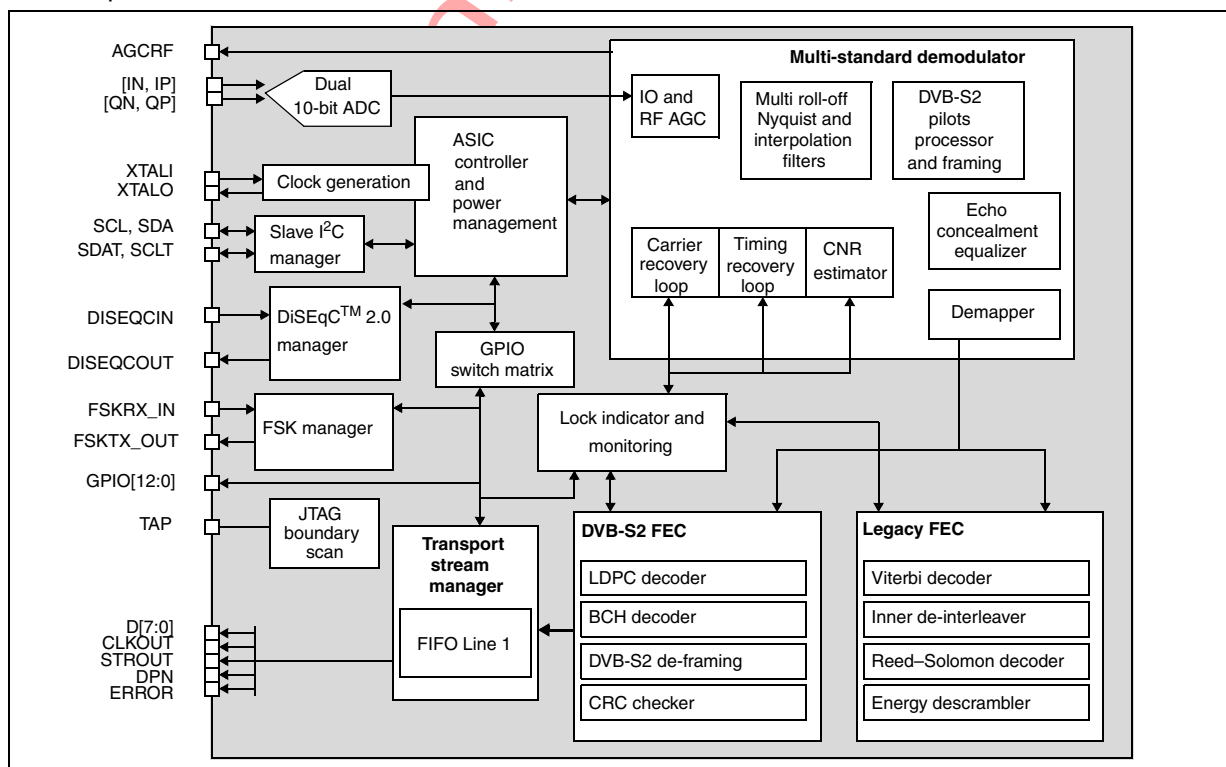 AGCRF
[IN, IP]
[QN, QP]
XTALI
XTALO
SCL, SDA
SDAT, SCLT
DISEQCIN
DISEQCOUT
FSKRX_IN
FSKTX_OUT
GPIO[12:0]
TAP
D[7:0]
CLKOUT
STROUT
DPN
ERROR
Dual
10-bit ADC
Clock generation
Slave I2C
manager
ASIC
controller
and
power
management
DiSEqCTM 2.0
manager
GPIO
switch matrix
FSK manager
JTAG
boundary
scan
Transport
stream
manager
FIFO Line 1
Multi-standard demodulator
IO and
RF AGC
Multi roll-off
Nyquist and
interpolation
filters
DVB-S2
pilots
processor
and framing
Echo
concealment
equalizer
Carrier
recovery
loop
Timing
recovery
loop
CNR
estimator
Demapper
Lock indicator and
monitoring
DVB-S2 FEC
LDPC decoder
BCH decoder
DVB-S2 de-framing
CRC checker
Legacy FEC
Viterbi decoder
Inner de-interleaver
Reed–Solomon decoder
Energy descrambler